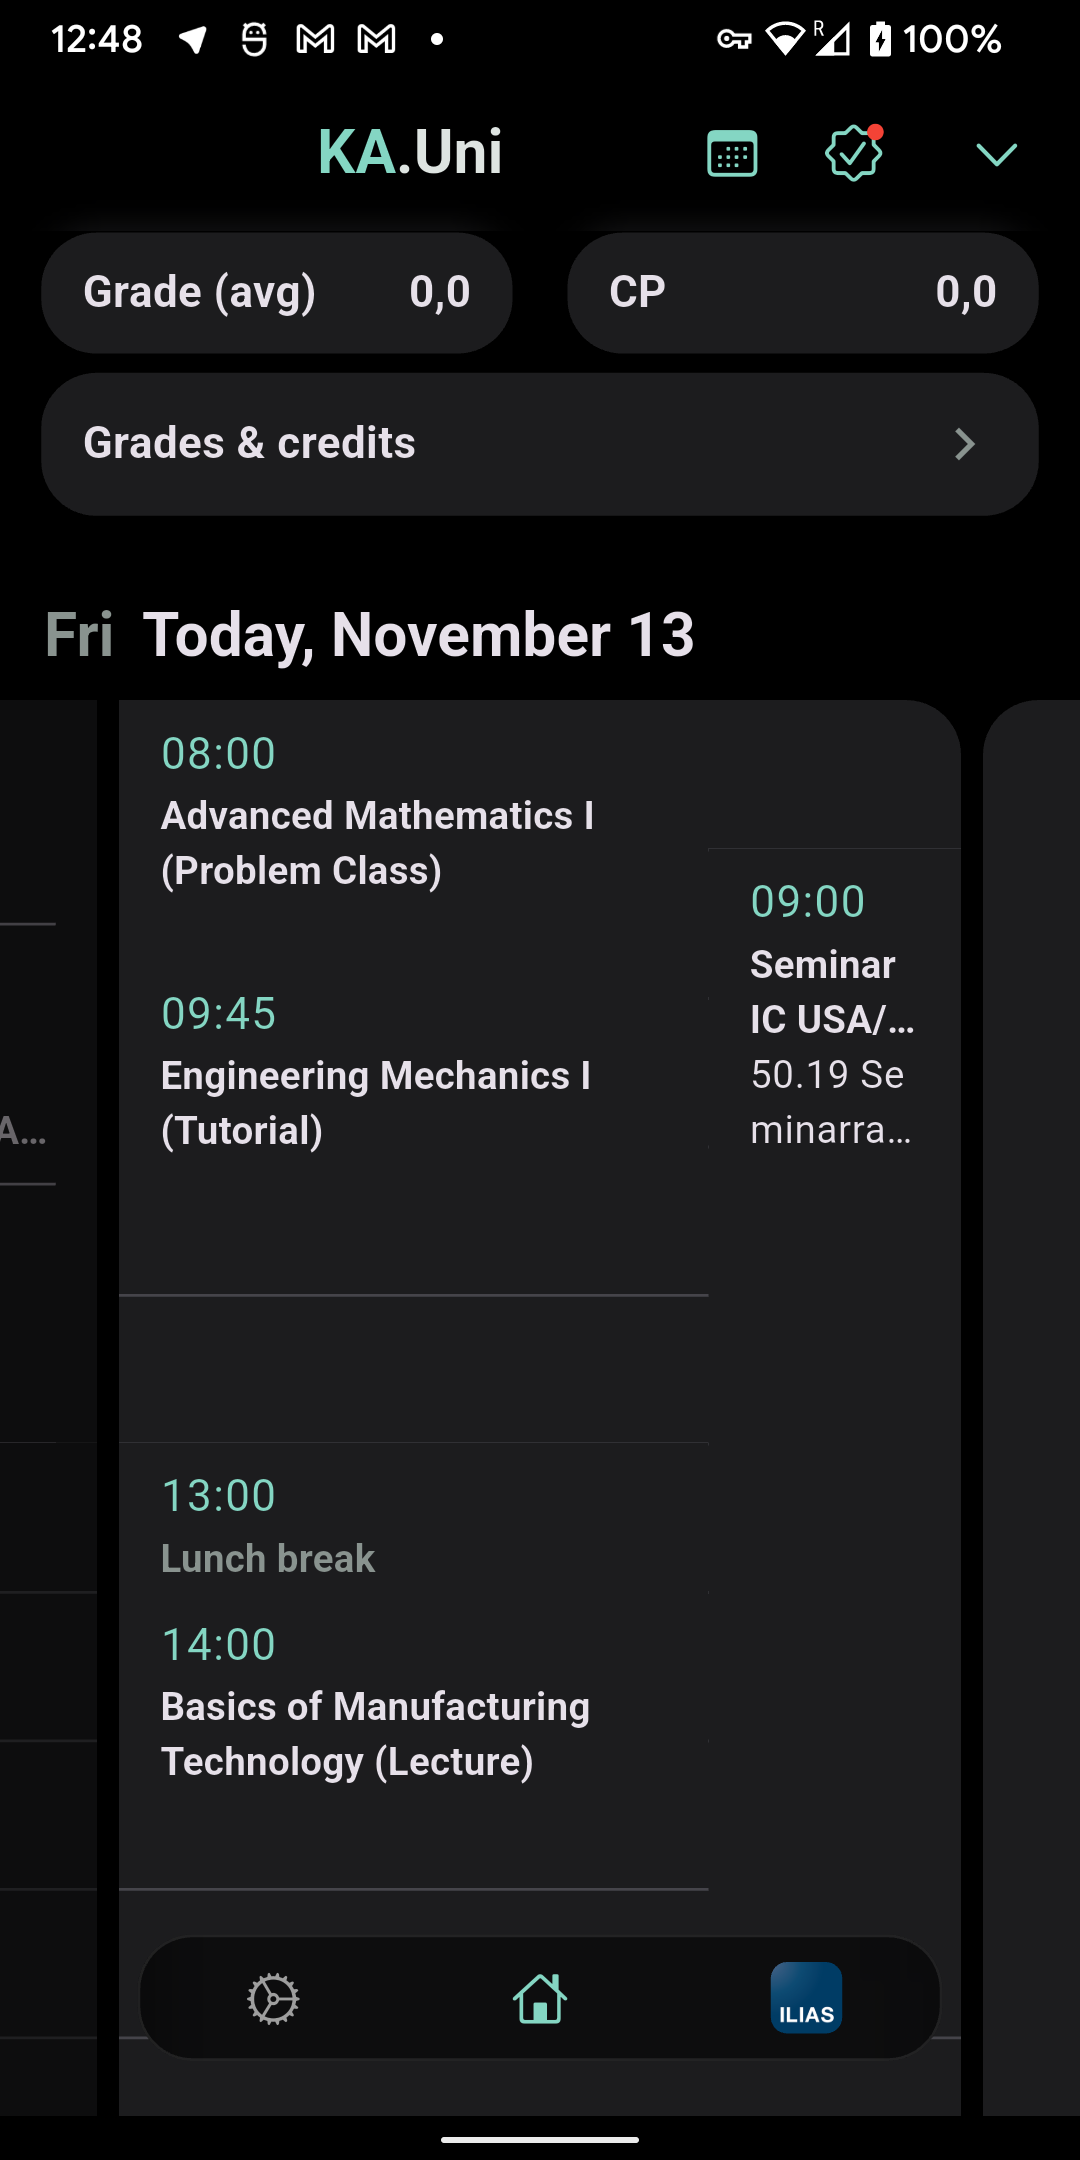 12:48
R
100%
KA.Uni
Grade (avg) 0,0
CP 0,0
Grades & credits
Fri Today, November 13
08:00
Advanced Mathematics I
(Problem Class)
09:45
Engineering Mechanics I
(Tutorial)
A...
09:00
Seminar
IC USA/...
50.19 Se
minarra...
13:00
Lunch break
14:00
Basics of Manufacturing
Technology (Lecture)
ILIAS